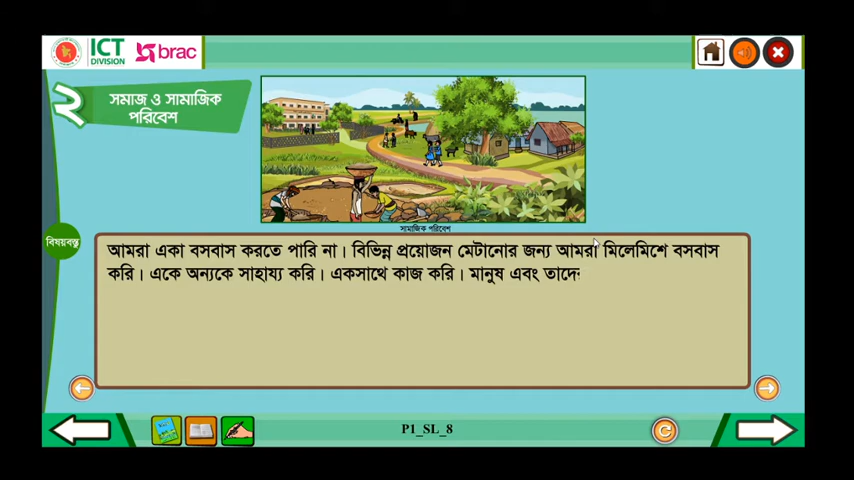 ICT
DIVISION
brac
২
সমাজ ও সামাজিক
পরিবেশ
সামাজিক পরিবেশ
বিষয়বস্তু
আমরা একা বসবাস করতে পারি না। বিভিন্ন প্রয়োজন মেটানোর জন্য আমরা মিলেমিশে বসবাস
করি। একে অন্যকে সাহায্য করি। একসাথে কাজ করি। মানুষ এবং তাদের
P1_SL_8